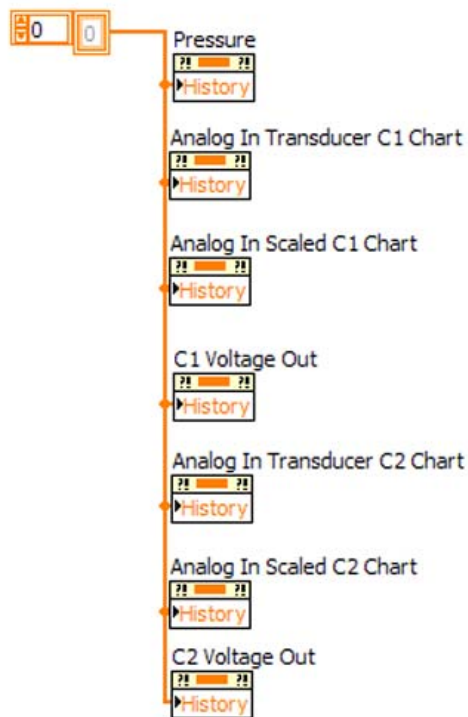 0 0
Pressure
?! ?!
History
Analog In Transducer C1 Chart
?! ?!
History
Analog In Scaled C1 Chart
?! ?!
History
C1 Voltage Out
?! ?!
History
Analog In Transducer C2 Chart
?! ?!
History
Analog In Scaled C2 Chart
?! ?!
History
C2 Voltage Out
?! ?!
History